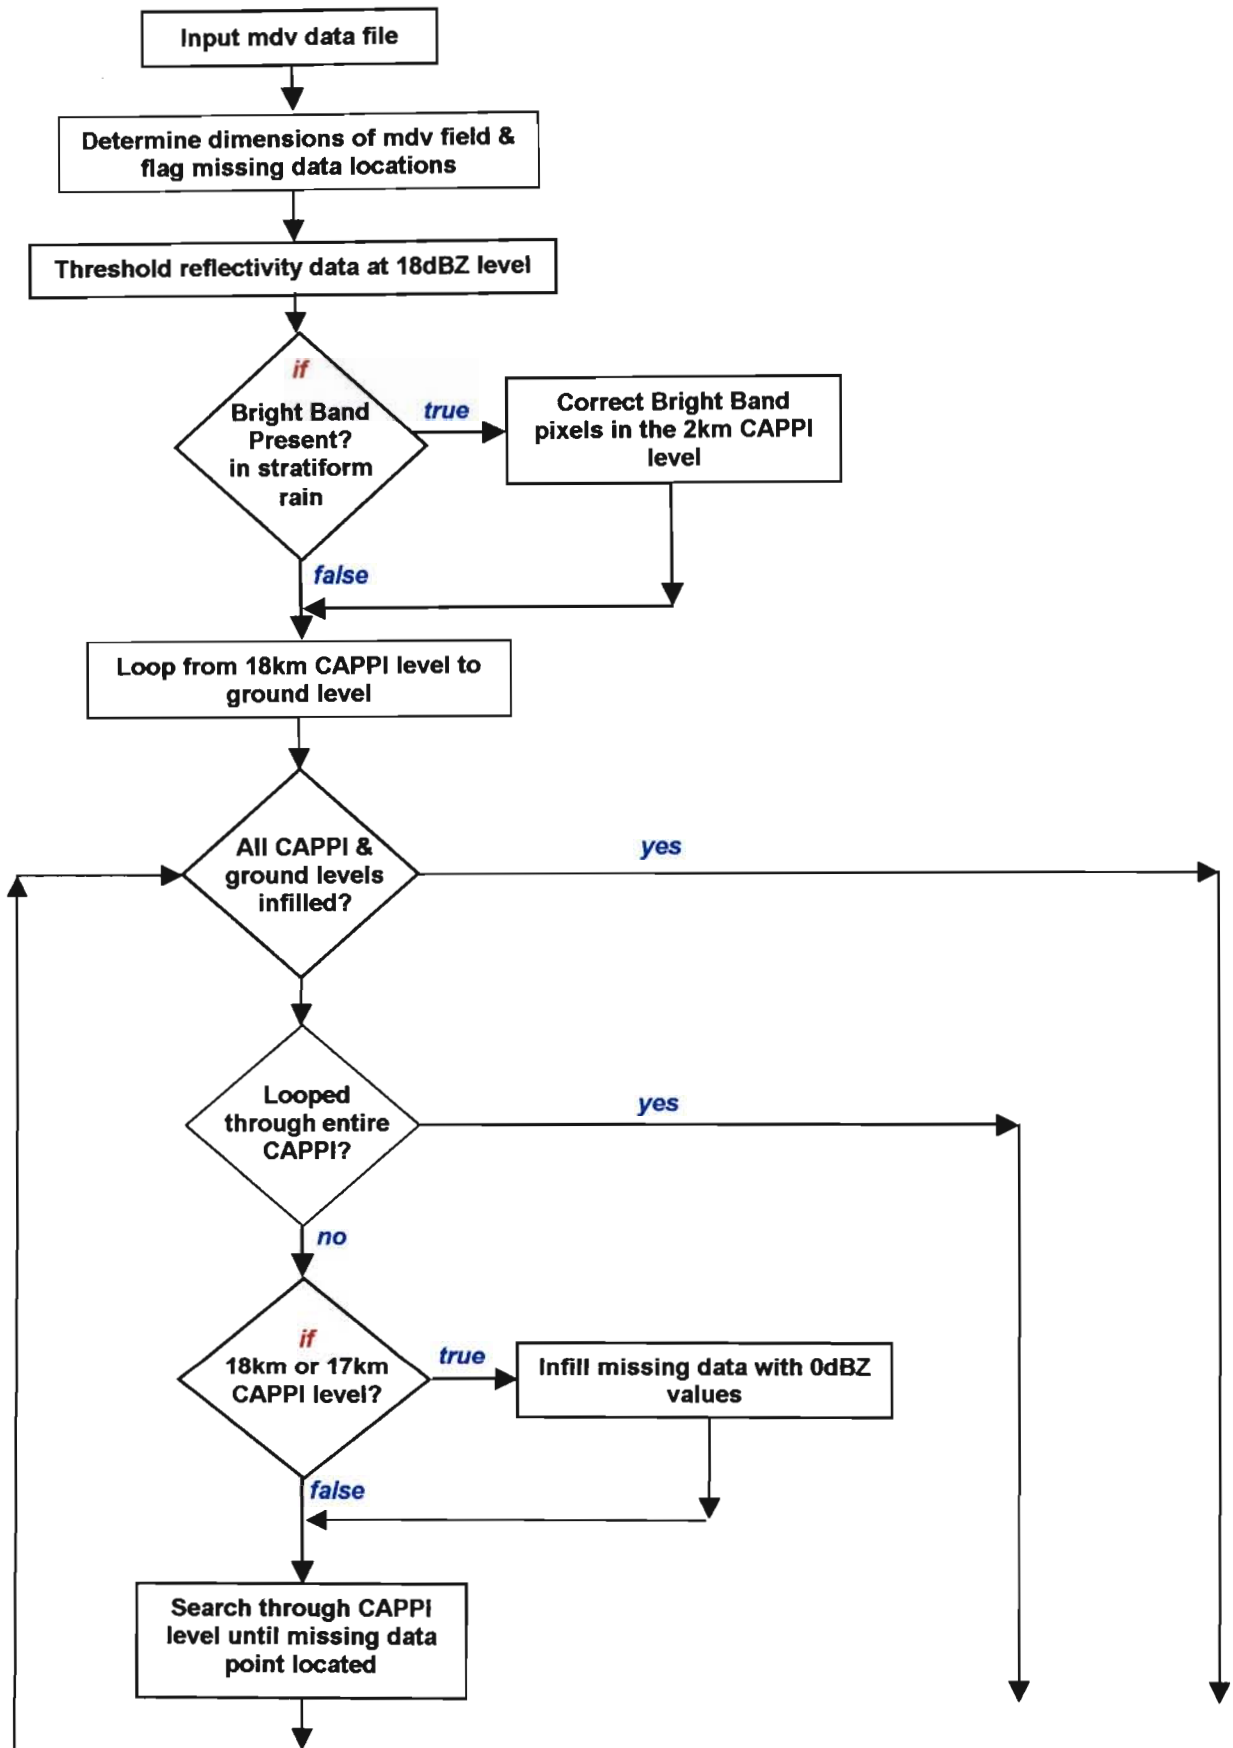 Input mdv data file
Determine dimensions of mdv field &
flag missing data locations
Threshold reflectivity data at 18dBZ level
if
Bright Band
Present?
in stratiform
rain
true
Correct Bright Band
pixels in the 2km CAPPI
level
false
Loop from 18km CAPPI level to
ground level
All CAPPI &
ground levels
infilled?
yes
Looped
through entire
CAPPI?
yes
no
if
18km or 17km
CAPPI level?
true
Infill missing data with 0dBZ
values
false
Search through CAPPI
level until missing data
point located